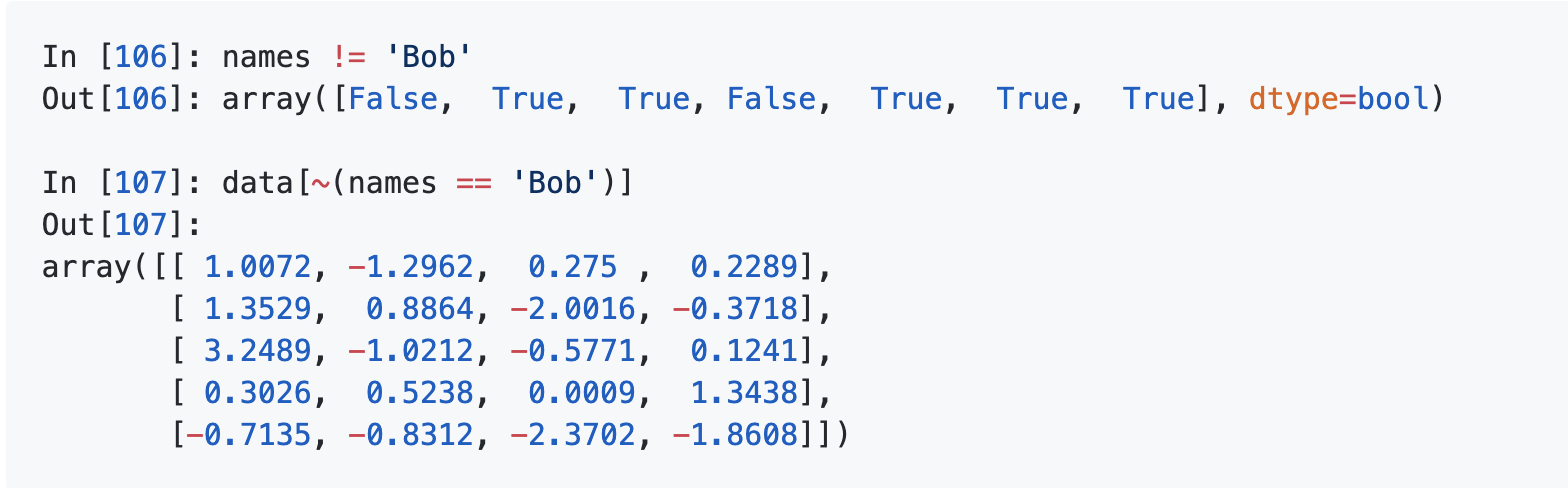 In [106]: names != 'Bob'
Out[106]: array([False,  True,  True, False,  True,  True,  True], dtype=bool)
In [107]: data[~(names == 'Bob')]
Out[107]:
array([[ 1.0072, -1.2962,  0.275 ,  0.2289],
       [ 1.3529,  0.8864, -2.0016, -0.3718],
       [ 3.2489, -1.0212, -0.5771,  0.1241],
       [ 0.3026,  0.5238,  0.0009,  1.3438],
       [-0.7135, -0.8312, -2.3702, -1.8608]])